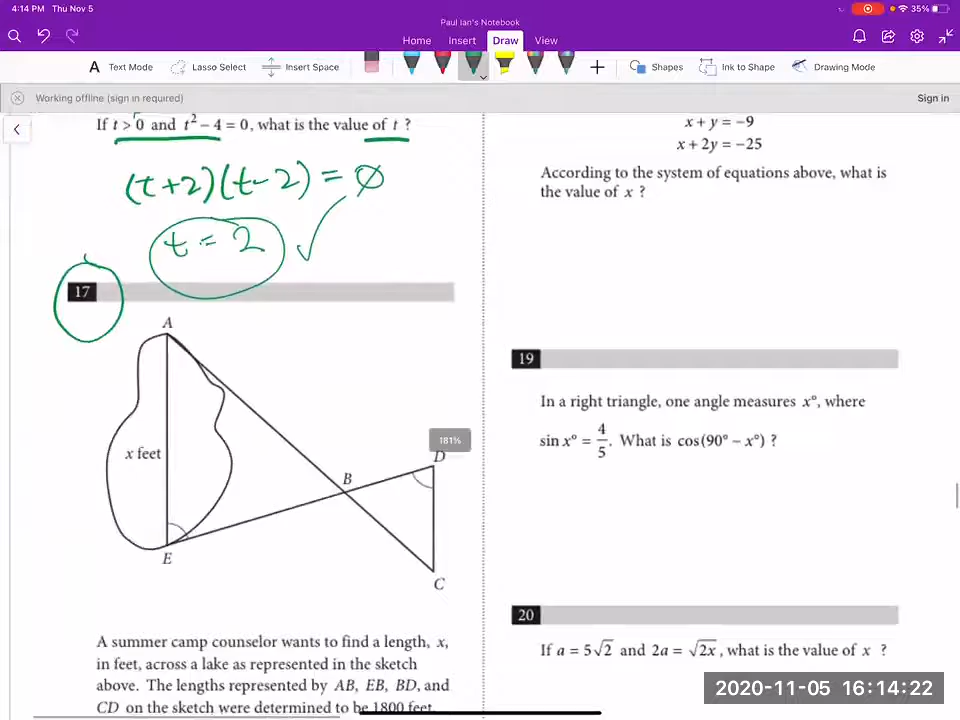 4:14 PM Thu Nov 5
35%
Paul Ian's Notebook
Home Insert Draw View
A Text Mode Lasso Select Insert Space Shapes Ink to Shape Drawing Mode
Working offline (sign in required)
Sign in
If t > 0 and t² – 4 = 0, what is the value of t ?
(t+2)(t-2) = 0
t = 2
17
A
x feet
B
D
E
C
181%
A summer camp counselor wants to find a length, x,
in feet, across a lake as represented in the sketch
above. The lengths represented by AB, EB, BD, and
CD on the sketch were determined to be 1800 feet,
x + y = –9
x + 2y = –25
According to the system of equations above, what is
the value of x ?
19
In a right triangle, one angle measures x°, where
sin x° = 4/5. What is cos(90° – x°) ?
20
If a = 5√2 and 2a = √2x, what is the value of x ?
2020-11-05 16:14:22